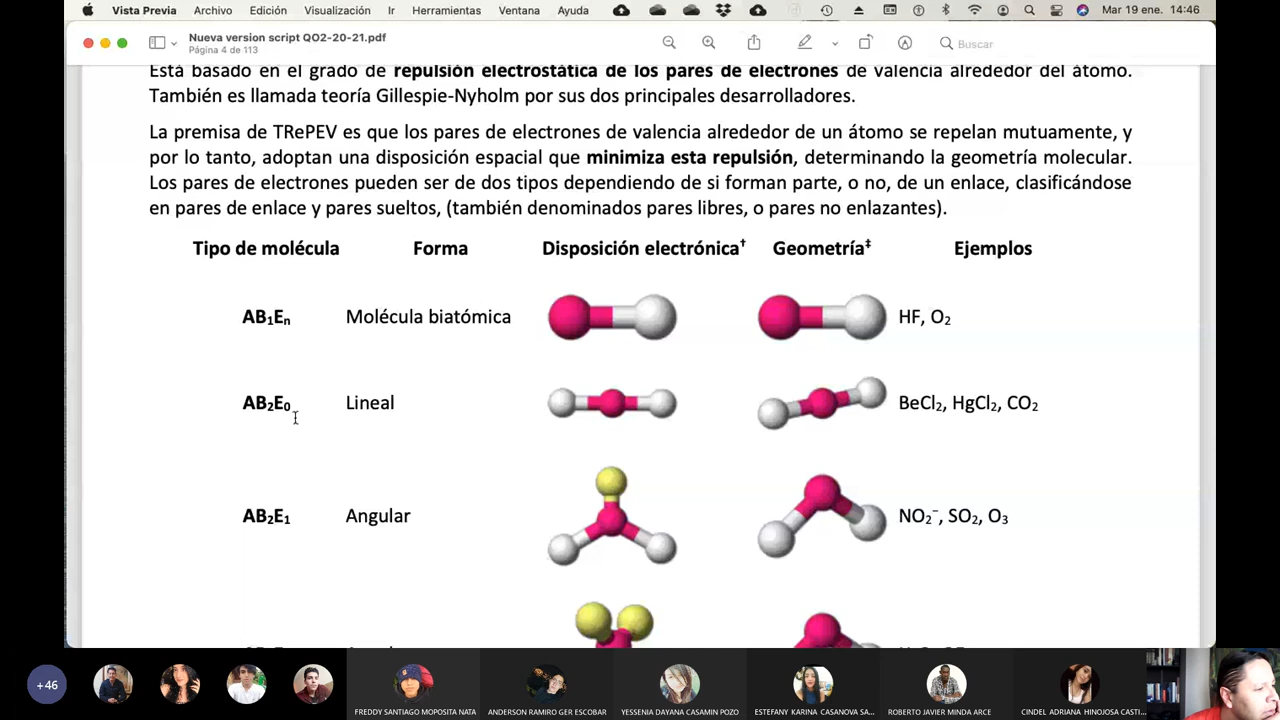 Vista Previa Archivo Edición Visualización Ir Herramientas Ventana Ayuda Mar 19 ene. 14:46
Nueva version script QO2-20-21.pdf
Página 4 de 113
Buscar
Está basado en el grado de repulsión electrostática de los pares de electrones de valencia alrededor del átomo.
También es llamada teoría Gillespie-Nyholm por sus dos principales desarrolladores.
La premisa de TRePEV es que los pares de electrones de valencia alrededor de un átomo se repelan mutuamente, y
por lo tanto, adoptan una disposición espacial que minimiza esta repulsión, determinando la geometría molecular.
Los pares de electrones pueden ser de dos tipos dependiendo de si forman parte, o no, de un enlace, clasificándose
en pares de enlace y pares sueltos, (también denominados pares libres, o pares no enlazantes).
Tipo de molécula Forma Disposición electrónica† Geometría‡ Ejemplos
AB₁Eₙ Molécula biatómica HF, O₂
AB₂E₀ Lineal BeCl₂, HgCl₂, CO₂
AB₂E₁ Angular NO₂⁻, SO₂, O₃
+46
FREDDY SANTIAGO MOPOSITA NATA ANDERSON RAMIRO GER ESCOBAR YESSENIA DAYANA CASAMIN POZO ESTEFANY KARINA CASANOVA SA... ROBERTO JAVIER MINDA ARCE CINDEL ADRIANA HINOJOSA CASTI...